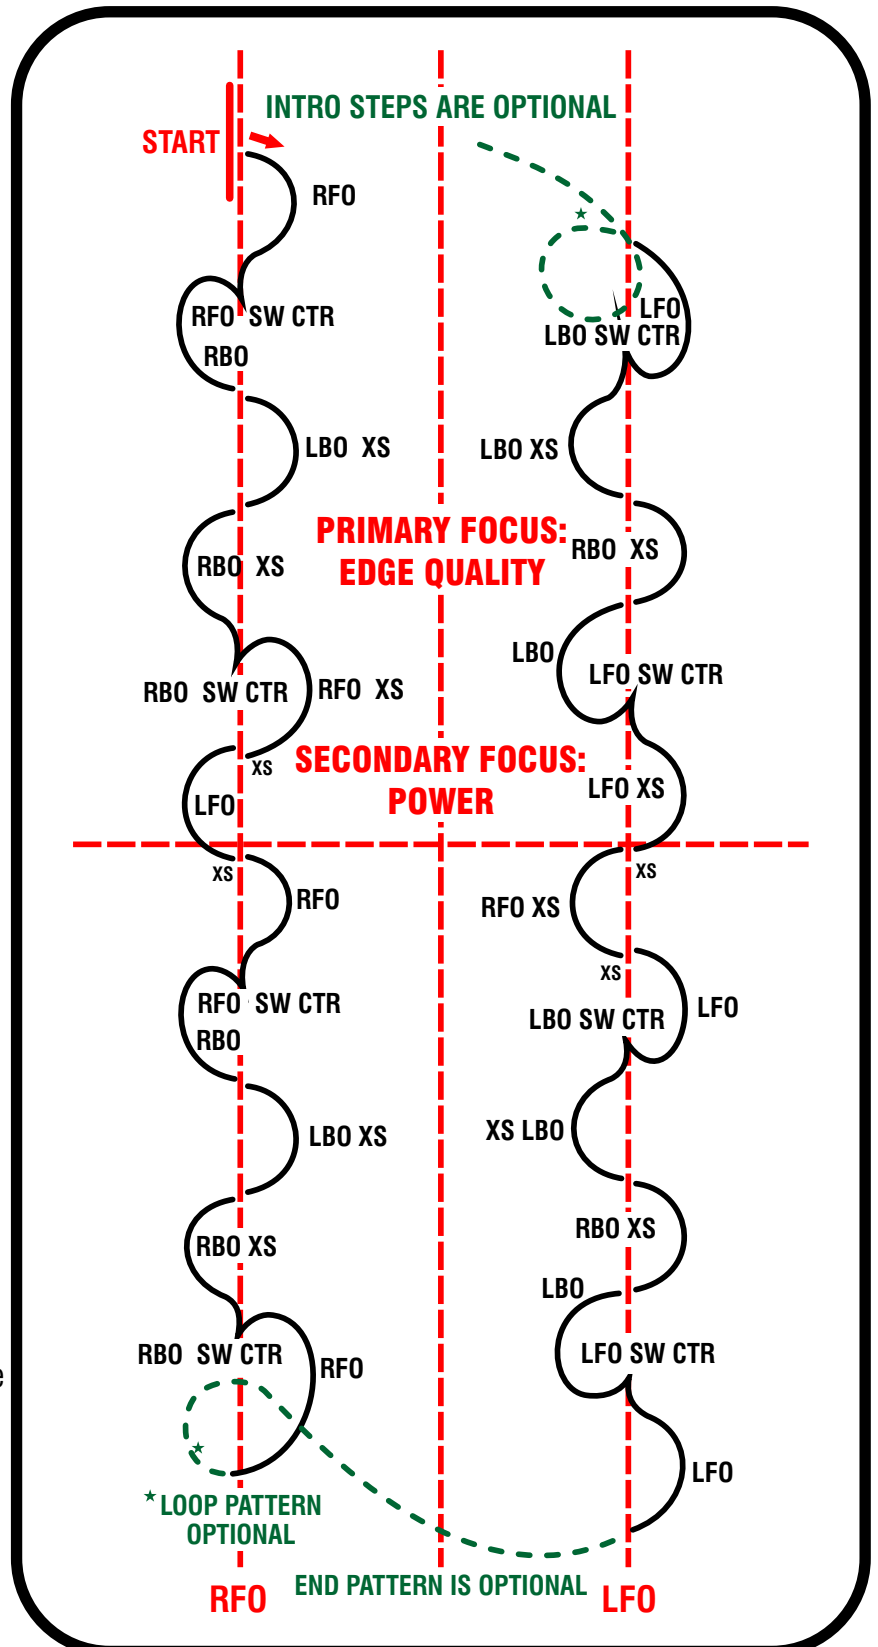 INTRO STEPS ARE OPTIONAL
START
RFO
★
RFO SW CTR
RBO
LFO
LBO SW CTR
LBO XS
LBO XS
PRIMARY FOCUS:
EDGE QUALITY
RBO XS
RBO XS
LBO
RBO SW CTR
RFO XS
LFO SW CTR
XS
SECONDARY FOCUS:
POWER
LFO
LFO XS
XS
XS
RFO
RFO XS
XS
RFO SW CTR
RBO
LFO
LBO SW CTR
LBO XS
XS LBO
RBO XS
RBO XS
LBO
RBO SW CTR
RFO
LFO SW CTR
e
★
LFO
★LOOP PATTERN
OPTIONAL
END PATTERN IS OPTIONAL
RFO
LFO